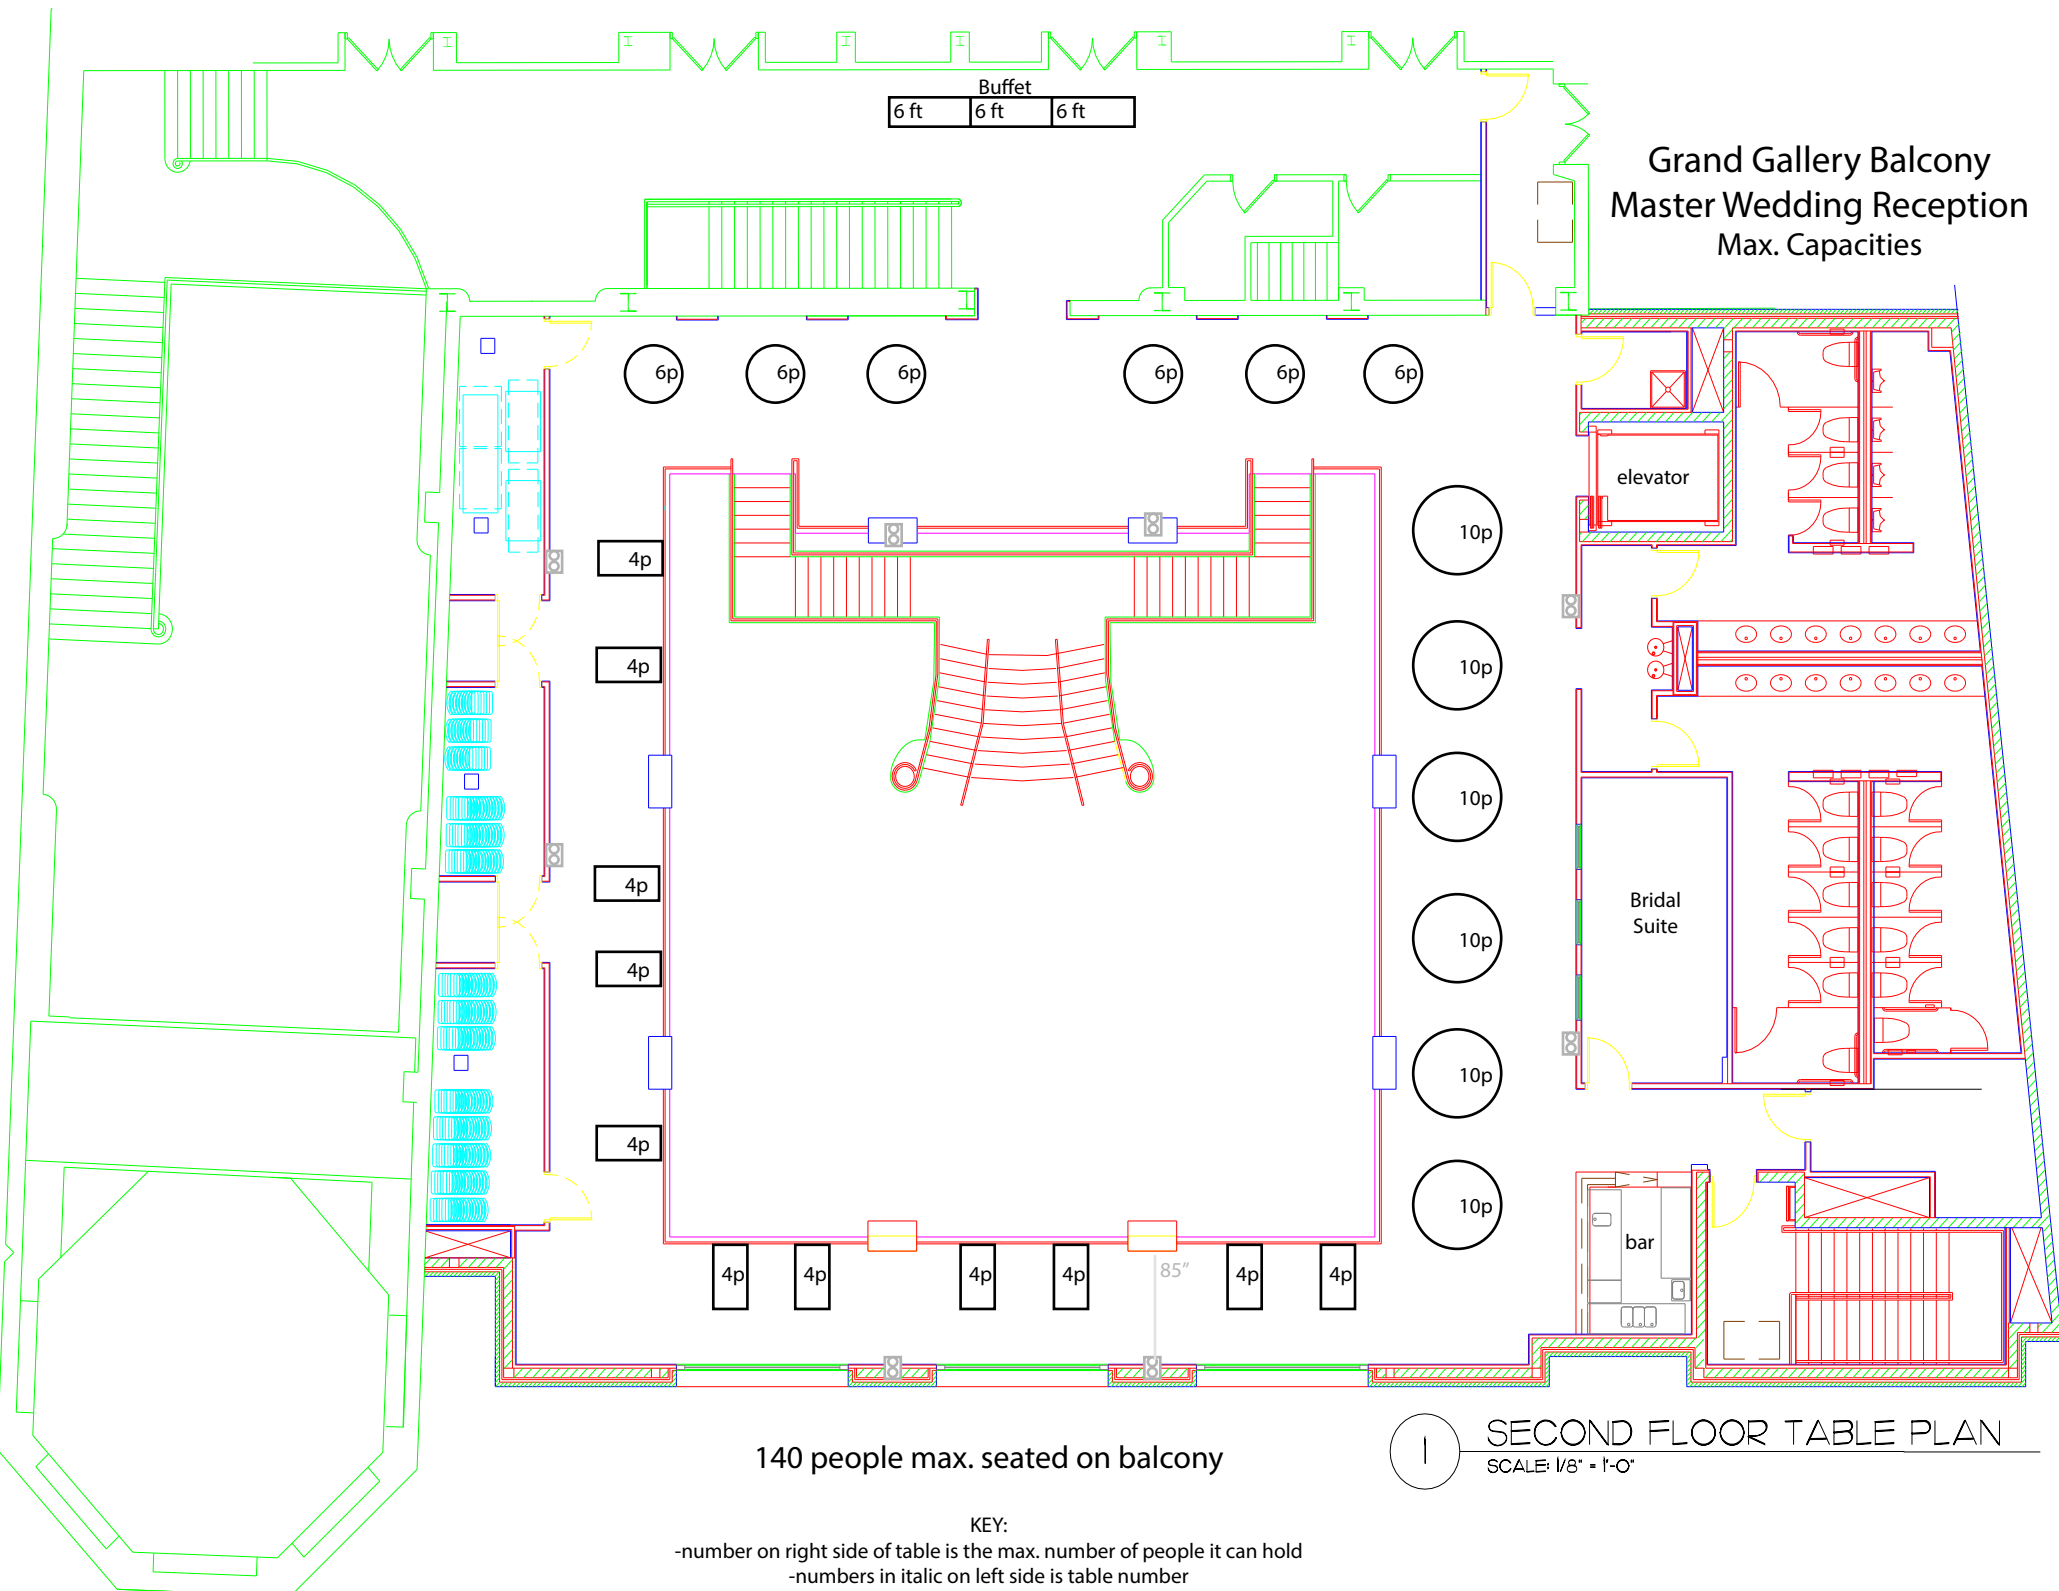 Buffet
6 ft 6 ft 6 ft
Grand Gallery Balcony
Master Wedding Reception
Max. Capacities
6p 6p 6p 6p 6p 6p
elevator
10p
4p
4p
10p
10p
4p
Bridal
Suite
10p
4p
10p
4p
10p
bar
4p 4p 4p 4p 85” 4p 4p
140 people max. seated on balcony
1 SECOND FLOOR TABLE PLAN
SCALE: 1/8" = 1'-0"
KEY:
-number on right side of table is the max. number of people it can hold
-numbers in italic on left side is table number